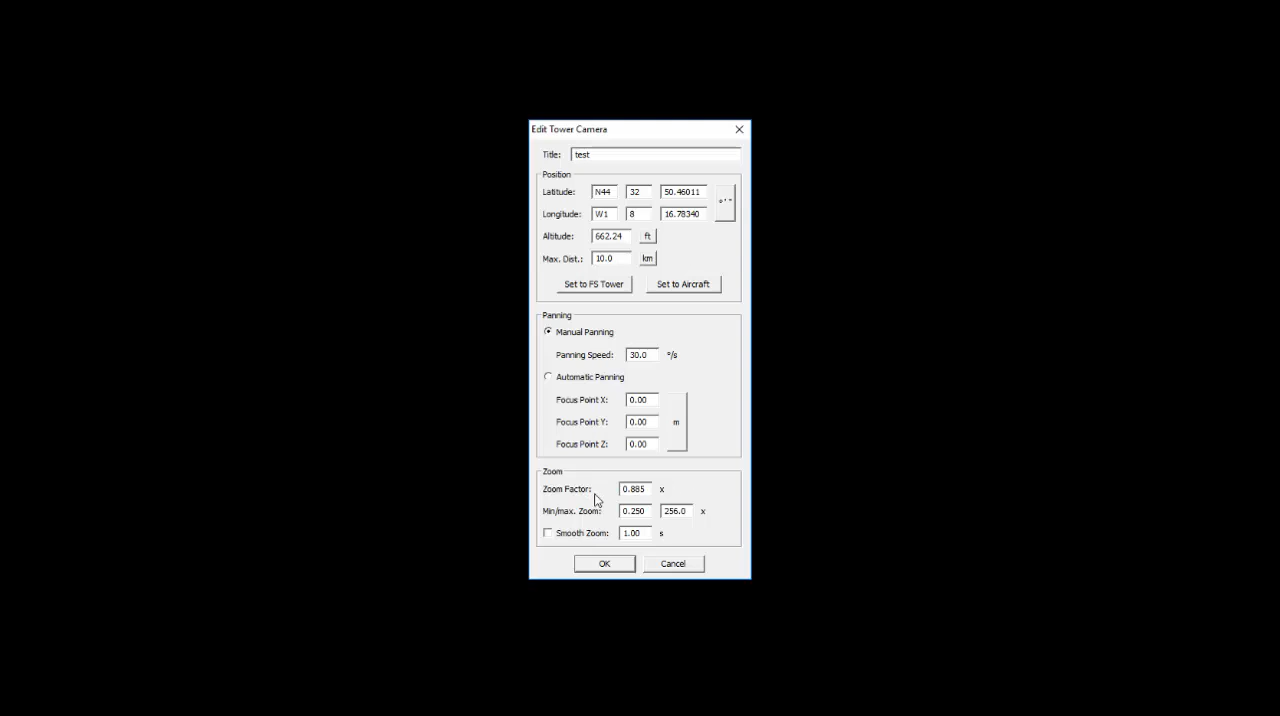 Edit Tower Camera
Title: test
Position
Latitude: N44 32 50.46011
° ' "
Longitude: W1 8 16.78340
Altitude: 662.24 ft
Max. Dist.: 10.0 km
Set to FS Tower Set to Aircraft
Panning
Manual Panning
Panning Speed: 30.0 °/s
Automatic Panning
Focus Point X: 0.00
Focus Point Y: 0.00 m
Focus Point Z: 0.00
Zoom
Zoom Factor: 0.885 x
Min/max. Zoom: 0.250 256.0 x
Smooth Zoom: 1.00 s
OK Cancel